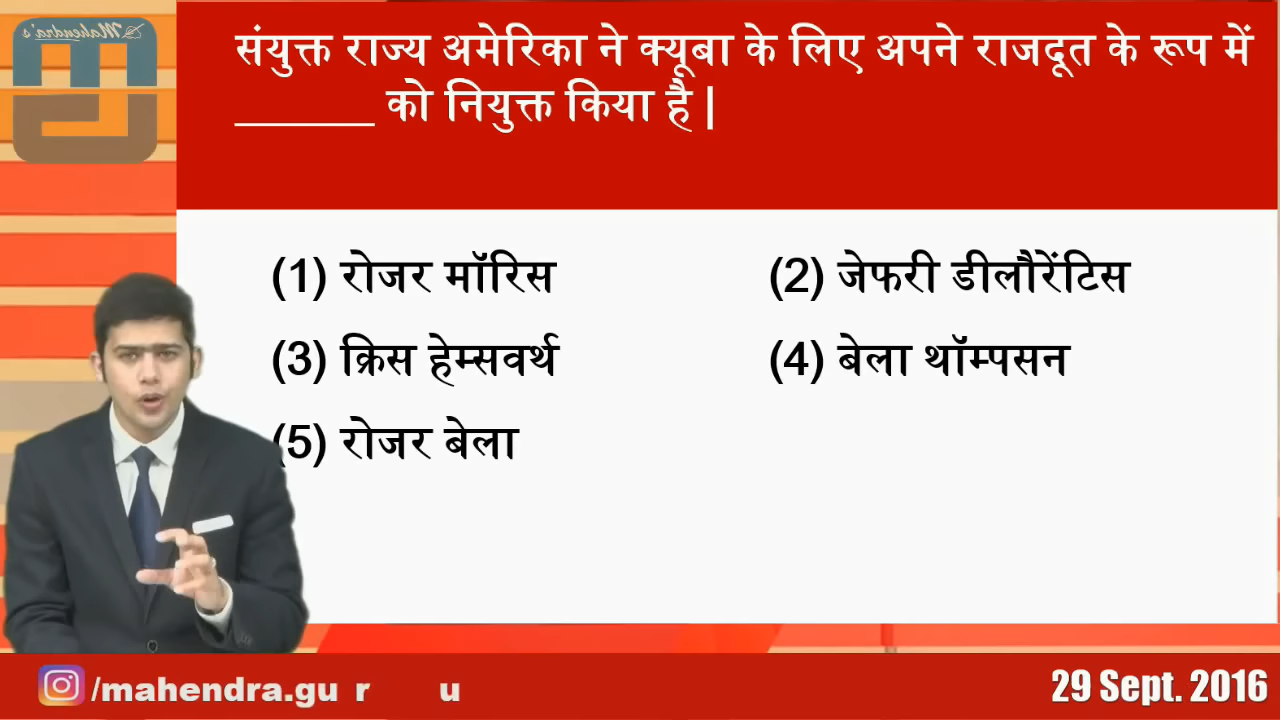 Mahendra's
संयुक्त राज्य अमेरिका ने क्यूबा के लिए अपने राजदूत के रूप में
______ को नियुक्त किया है |
(1) रोजर मॉरिस
(2) जेफरी डीलौरेंटिस
(3) क्रिस हेम्सवर्थ
(4) बेला थॉम्पसन
(5) रोजर बेला
/mahendra.gu r u
29 Sept. 2016